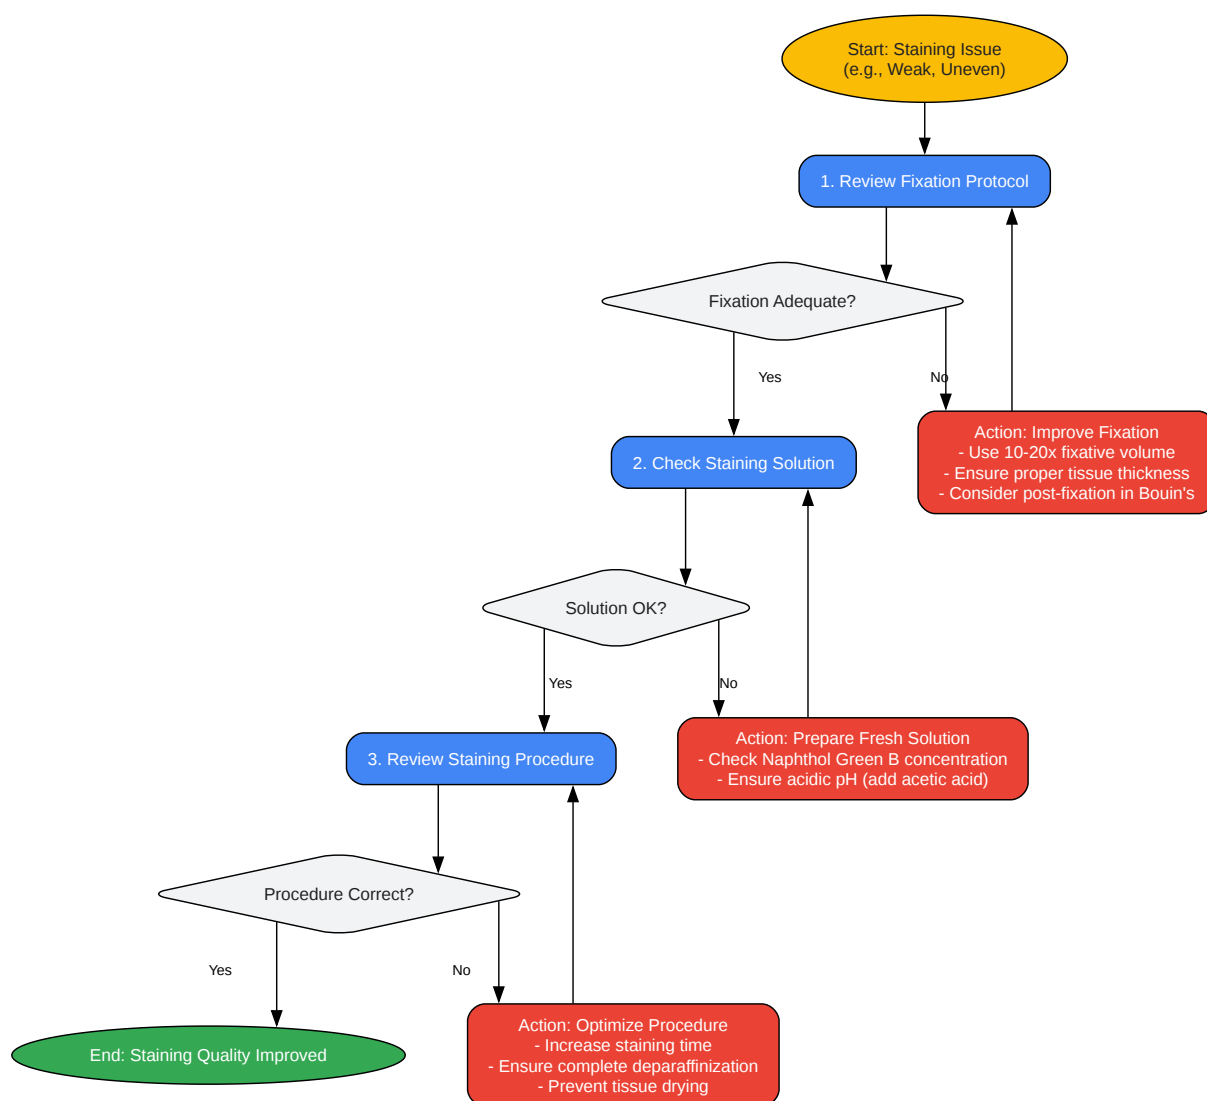 Start: Staining Issue
(e.g., Weak, Uneven)
1. Review Fixation Protocol
Fixation Adequate?
Yes
No
Action: Improve Fixation
- Use 10-20x fixative volume
- Ensure proper tissue thickness
- Consider post-fixation in Bouin's
2. Check Staining Solution
Solution OK?
Yes
No
Action: Prepare Fresh Solution
- Check Naphthol Green B concentration
- Ensure acidic pH (add acetic acid)
3. Review Staining Procedure
Procedure Correct?
Yes
No
Action: Optimize Procedure
- Increase staining time
- Ensure complete deparaffinization
- Prevent tissue drying
End: Staining Quality Improved